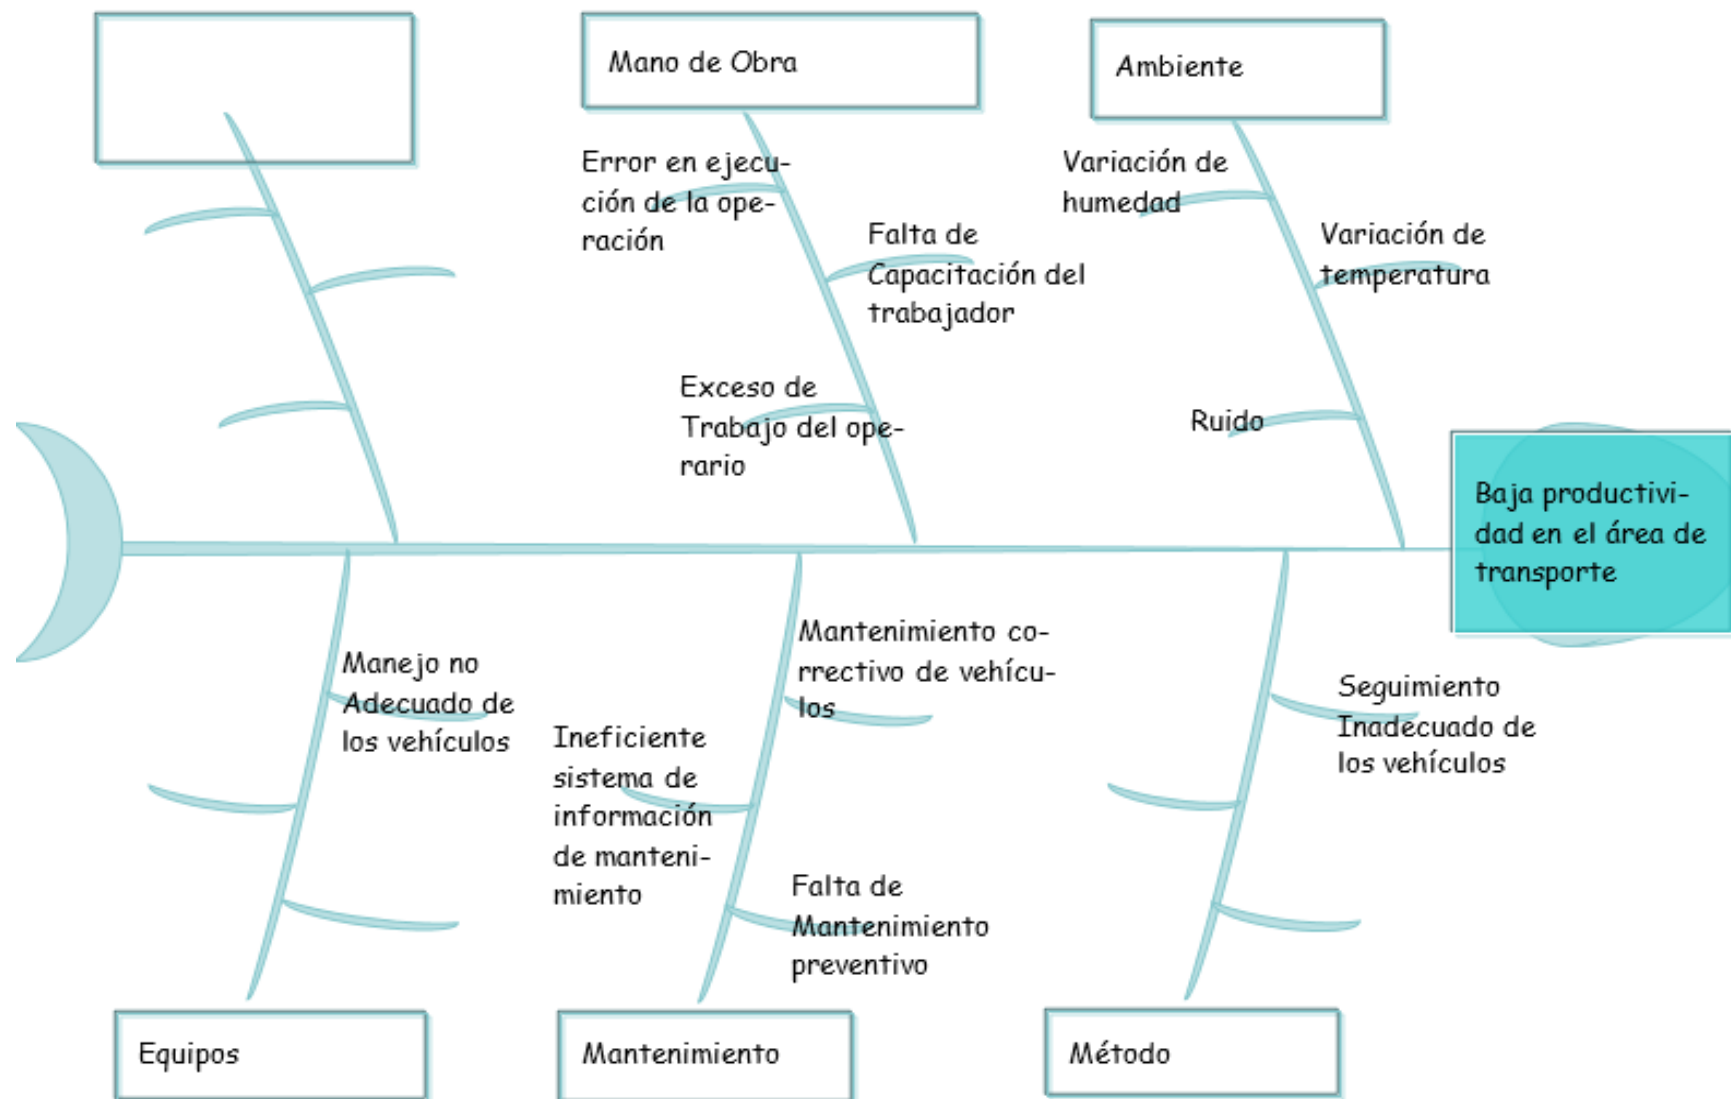 Mano de Obra
Ambiente
Error en ejecu-
ción de la ope-
ración
Falta de
Capacitación del
trabajador
Exceso de
Trabajo del ope-
rario
Variación de
humedad
Variación de
temperatura
Ruido
Baja productivi-
dad en el área de
transporte
Manejo no
Adecuado de
los vehículos
Mantenimiento co-
rrectivo de vehícu-
los
Ineficiente
sistema de
información
de manteni-
miento
Falta de
Mantenimiento
preventivo
Seguimiento
Inadecuado de
los vehículos
Equipos
Mantenimiento
Método